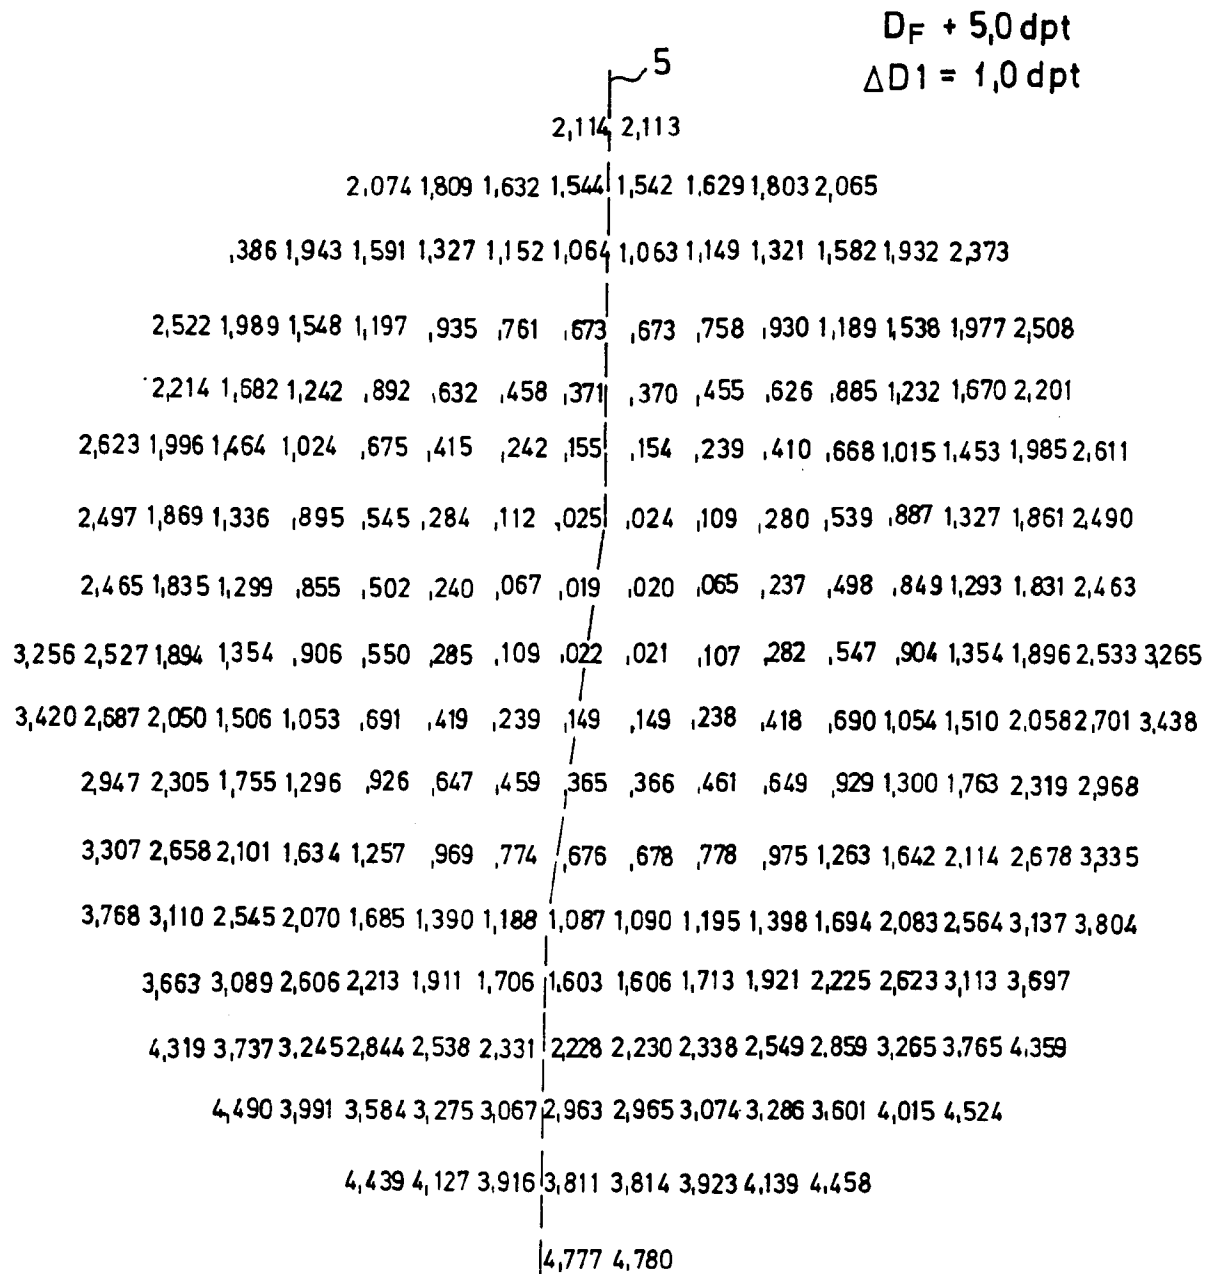 D_F + 5,0 dpt
5
ΔD1 = 1,0 dpt
2,114 2,113
2,074 1,809 1,632 1,544 1,542 1,629 1,803 2,065
,386 1,943 1,591 1,327 1,152 1,064 1,063 1,149 1,321 1,582 1,932 2,373
2,522 1,989 1,548 1,197 ,935 ,761 ,673 ,673 ,758 ,930 1,189 1,538 1,977 2,508
2,214 1,682 1,242 ,892 ,632 ,458 ,371 ,370 ,455 ,626 ,885 1,232 1,670 2,201
2,623 1,996 1,464 1,024 ,675 ,415 ,242 ,155 ,154 ,239 ,410 ,668 1,015 1,453 1,985 2,611
2,497 1,869 1,336 ,895 ,545 ,284 ,112 ,025 ,024 ,109 ,280 ,539 ,887 1,327 1,861 2,490
2,465 1,835 1,299 ,855 ,502 ,240 ,067 ,019 ,020 ,065 ,237 ,498 ,849 1,293 1,831 2,463
3,256 2,527 1,894 1,354 ,906 ,550 ,285 ,109 ,022 ,021 ,107 ,282 ,547 ,904 1,354 1,896 2,533 3,265
3,420 2,687 2,050 1,506 1,053 ,691 ,419 ,239 ,149 ,149 ,238 ,418 ,690 1,054 1,510 2,058 2,701 3,438
2,947 2,305 1,755 1,296 ,926 ,647 ,459 ,365 ,366 ,461 ,649 ,929 1,300 1,763 2,319 2,968
3,307 2,658 2,101 1,634 1,257 ,969 ,774 ,676 ,678 ,778 ,975 1,263 1,642 2,114 2,678 3,335
3,768 3,110 2,545 2,070 1,685 1,390 1,188 1,087 1,090 1,195 1,398 1,694 2,083 2,564 3,137 3,804
3,663 3,089 2,606 2,213 1,911 1,706 1,603 1,606 1,713 1,921 2,225 2,623 3,113 3,697
4,319 3,737 3,245 2,844 2,538 2,331 2,228 2,230 2,338 2,549 2,859 3,265 3,765 4,359
4,490 3,991 3,584 3,275 3,067 2,963 2,965 3,074 3,286 3,601 4,015 4,524
4,439 4,127 3,916 3,811 3,814 3,923 4,139 4,458
4,777 4,780